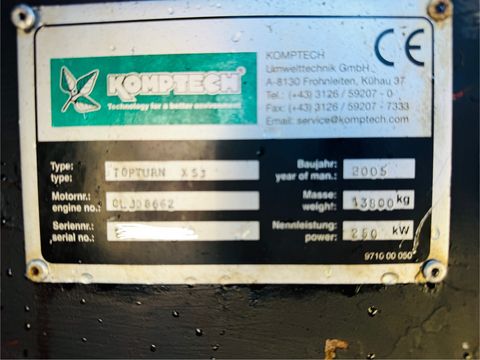 KOMPTECH
Technology for a better environment
KOMPTECH
Umwelttechnik GmbH
A-8130 Frohnleiten, Kühau 37
Tel.: (+43) 3126 / 59207 - 0
Fax: (+43) 3126 / 59207 - 7333
Email: service@komptech.com
CE
Type:
type: TOPTURN X53
Motornr.:
engine no.:
Seriennr.:
serial no.:
Baujahr:
year of man.: 2005
Masse:
weight: 13800 kg
Nennleistung:
power: 250 kW
9710 00 050